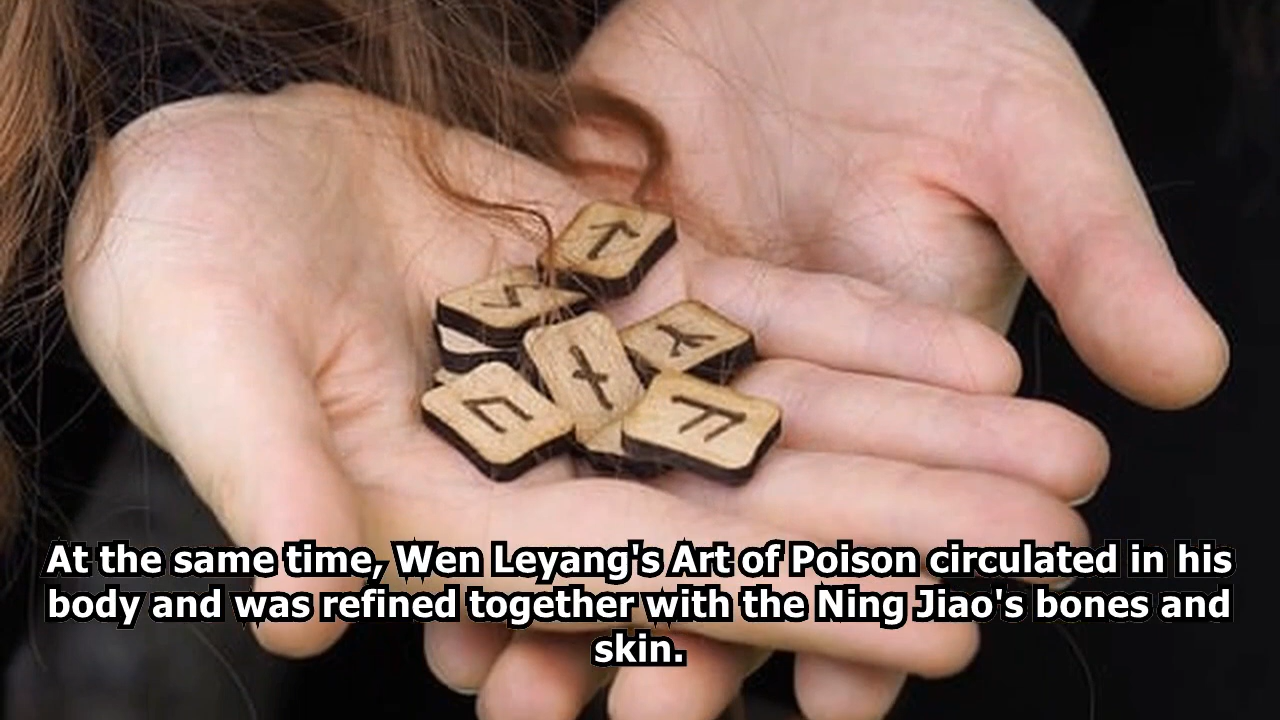 At the same time, Wen Leyang's Art of Poison circulated in his
body and was refined together with the Ning Jiao's bones and
skin.